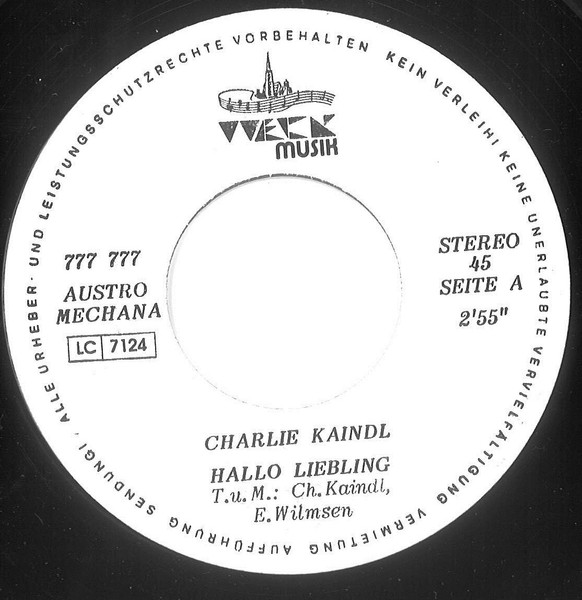 ALLE URHEBER- UND LEISTUNGSSCHUTZRECHTE VORBEHALTEN KEIN VERLEIH! KEINE UNERLAUBTE VERVIELFÄLTIGUNG, VERMIETUNG, AUFFÜHRUNG, SENDUNG!
WECK
MUSIK
777 777
AUSTRO
MECHANA
LC 7124
STEREO
45
SEITE A
2'55"
CHARLIE KAINDL
HALLO LIEBLING
T.u.M.: Ch.Kaindl,
E.Wilmsen